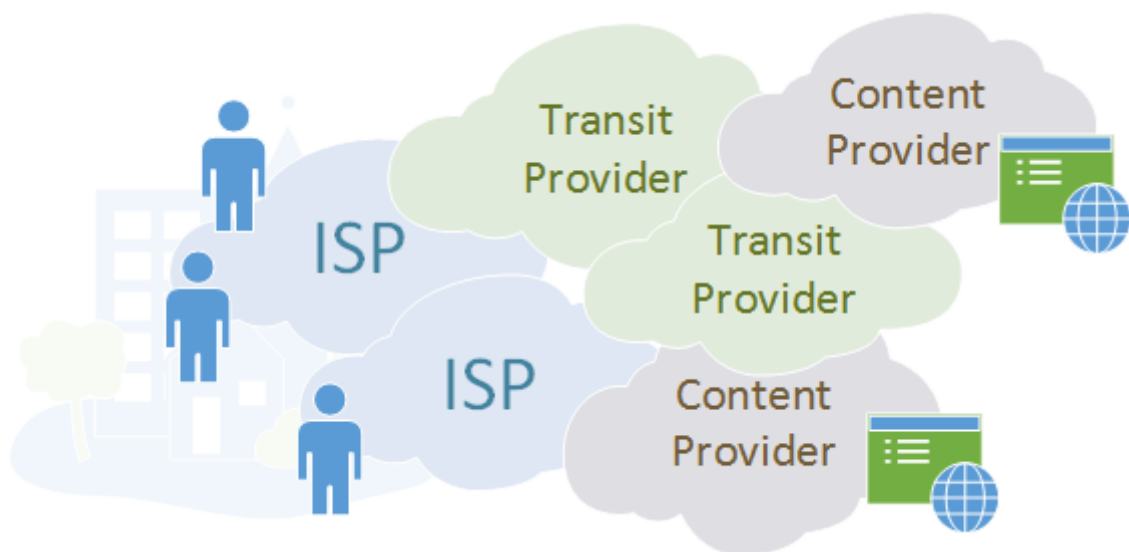 Transit
Provider
Content
Provider
ISP
Transit
Provider
ISP
Content
Provider